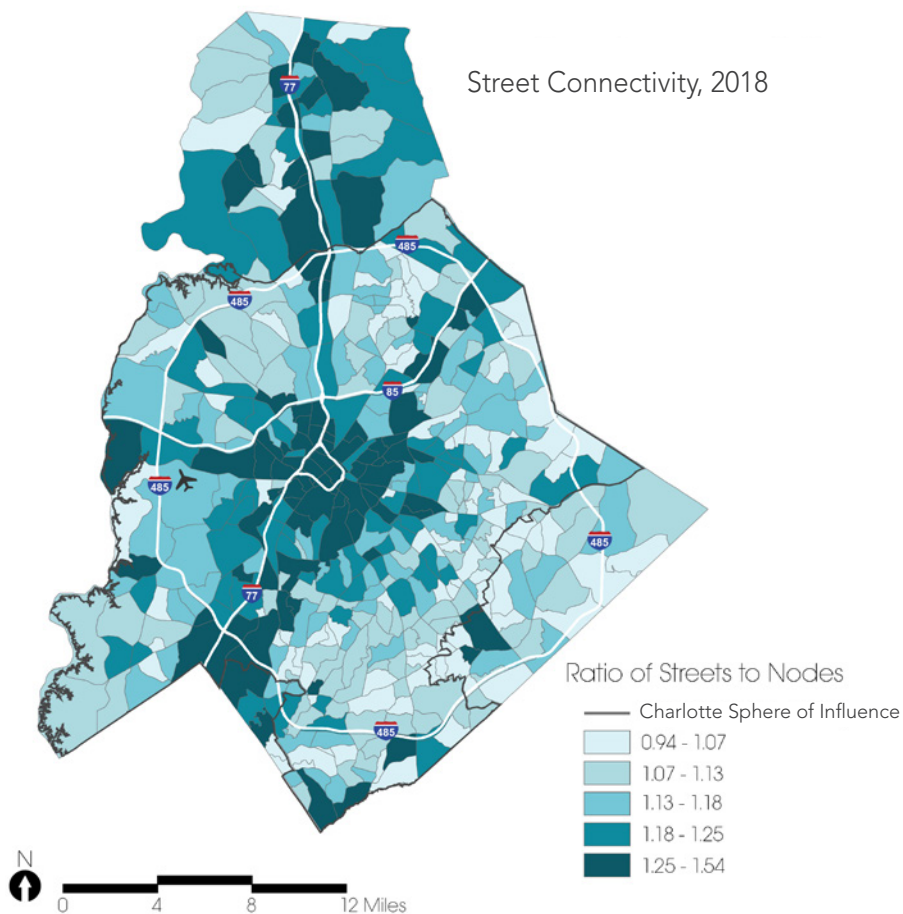 Street Connectivity, 2018
77
485
485
85
485
485
77
485
Ratio of Streets to Nodes
Charlotte Sphere of Influence
0.94 - 1.07
1.07 - 1.13
1.13 - 1.18
1.18 - 1.25
1.25 - 1.54
N
0 4 8 12 Miles